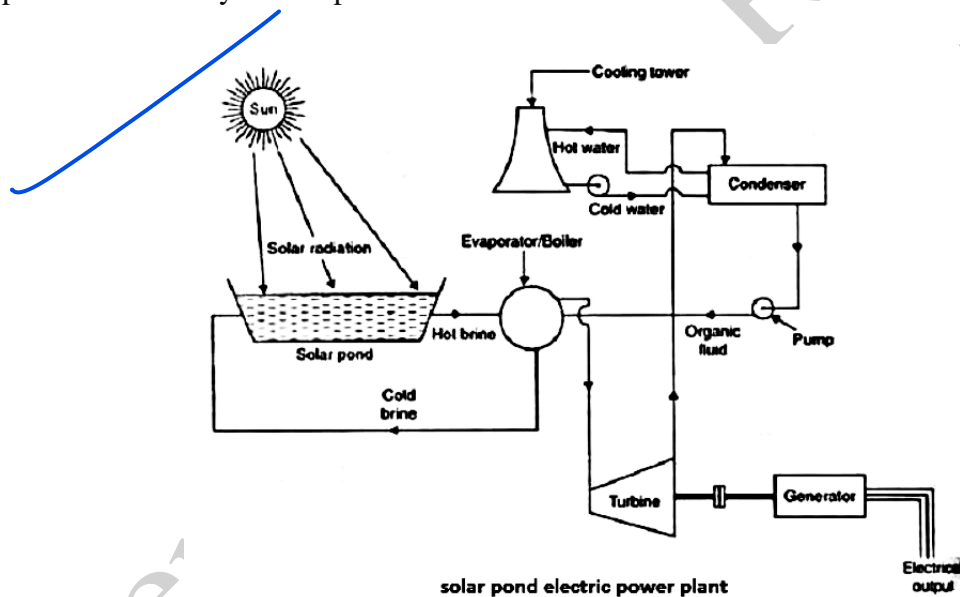 Cooling tower
Sun
Hot water
Condenser
Cold water
Evaporator/Boiler
Solar radiation
Hot brine
Organic
fluid
Pump
Solar pond
Cold
brine
Turbine
Generator
Electrical
output
solar pond electric power plant